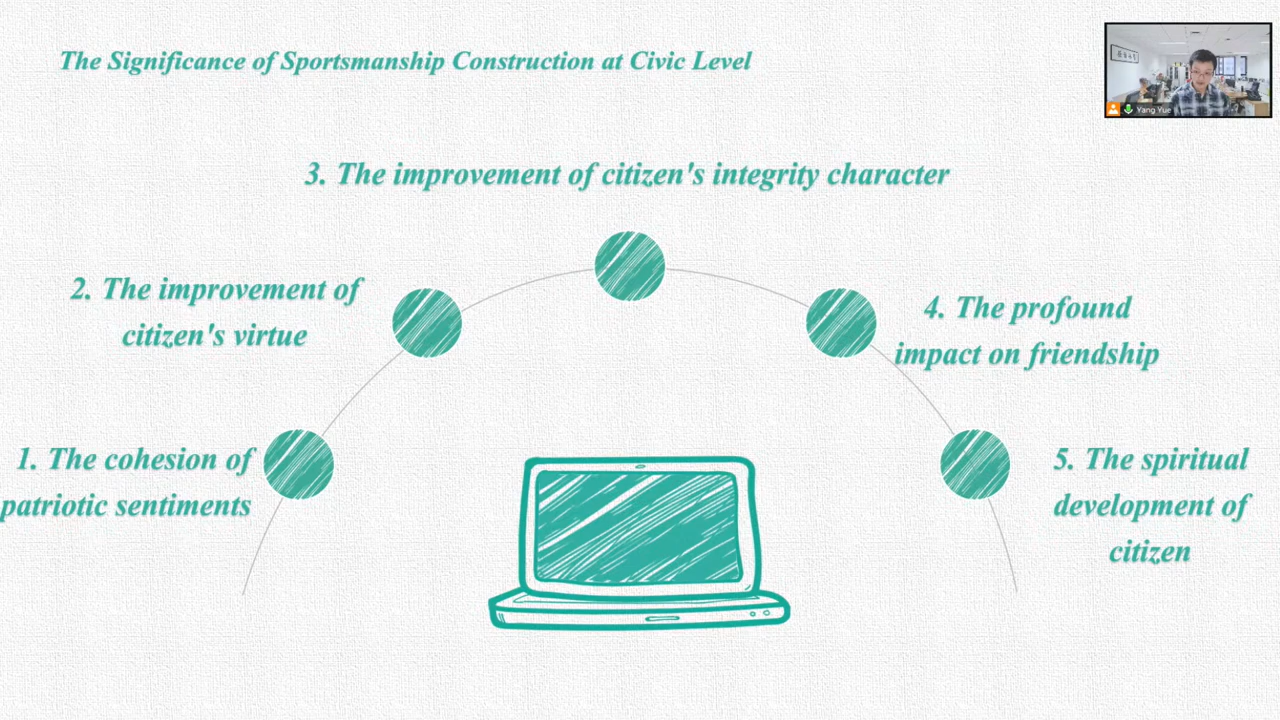 The Significance of Sportsmanship Construction at Civic Level
Yang Yue
3. The improvement of citizen's integrity character
2. The improvement of
citizen's virtue
4. The profound
impact on friendship
1. The cohesion of
patriotic sentiments
5. The spiritual
development of
citizen